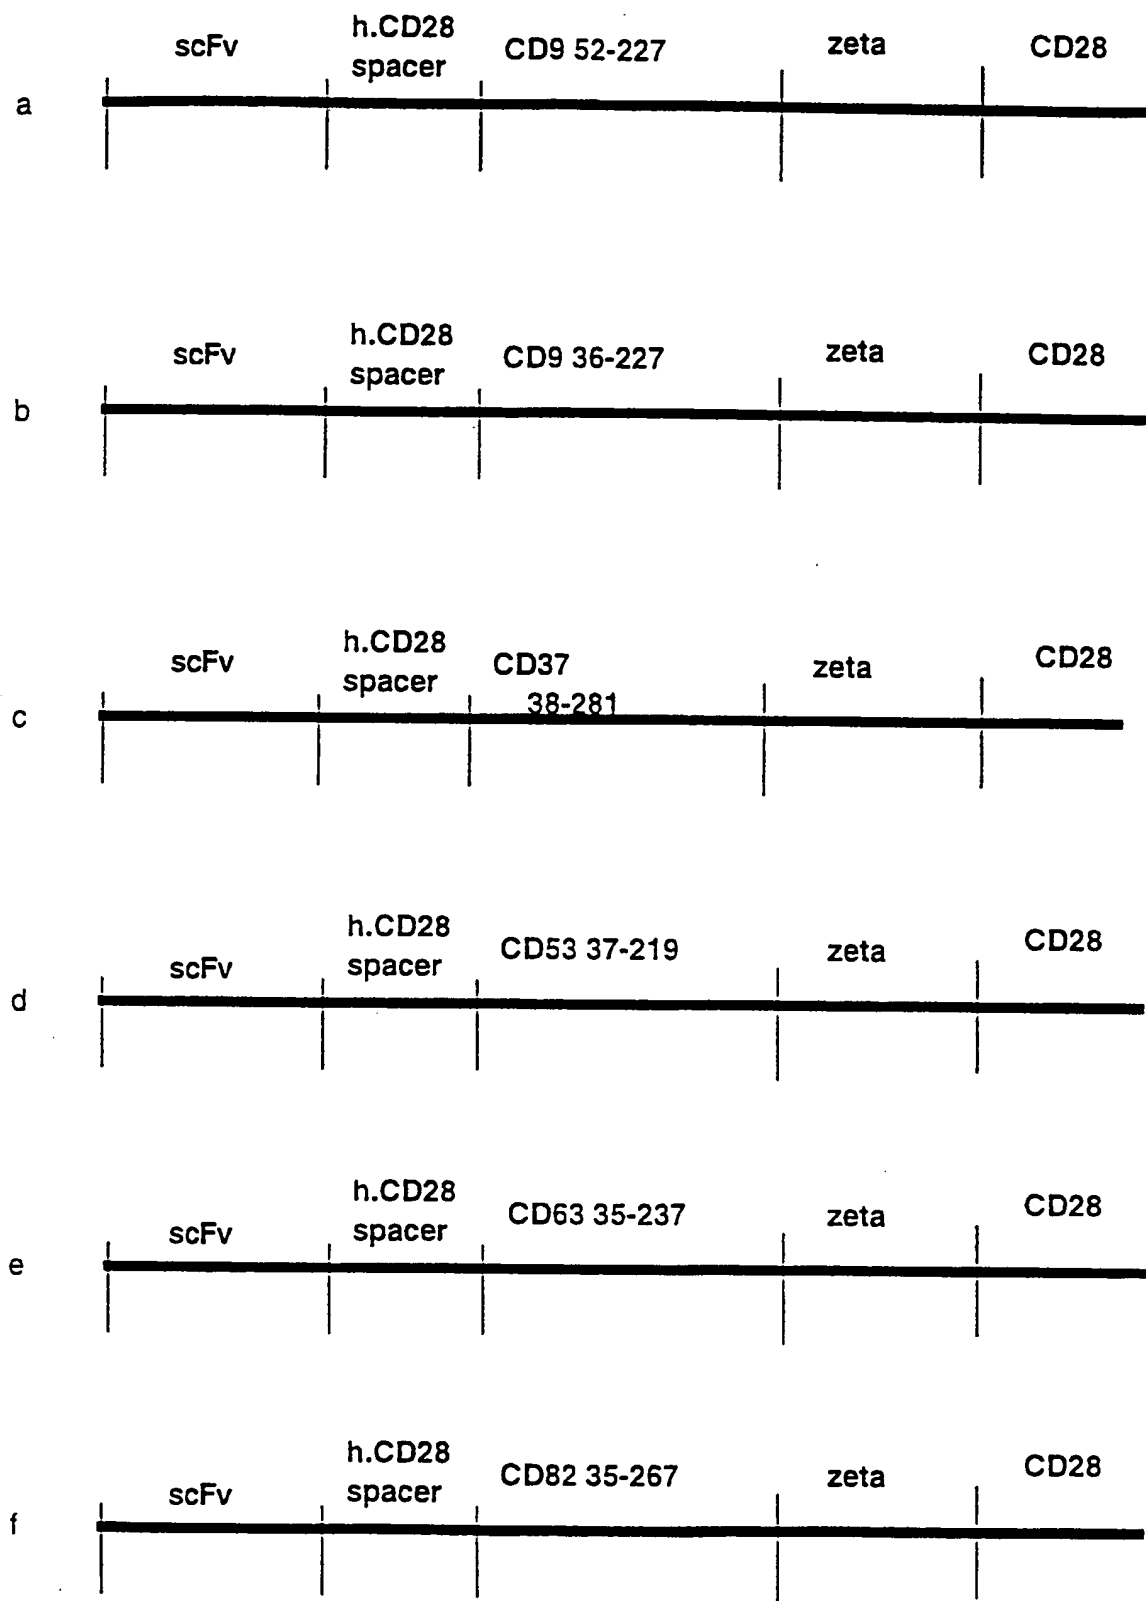 scFv h.CD28 spacer CD9 52-227 zeta CD28
a
scFv h.CD28 spacer CD9 36-227 zeta CD28
b
scFv h.CD28 spacer CD37 38-281 zeta CD28
c
scFv h.CD28 spacer CD53 37-219 zeta CD28
d
scFv h.CD28 spacer CD63 35-237 zeta CD28
e
scFv h.CD28 spacer CD82 35-267 zeta CD28
f